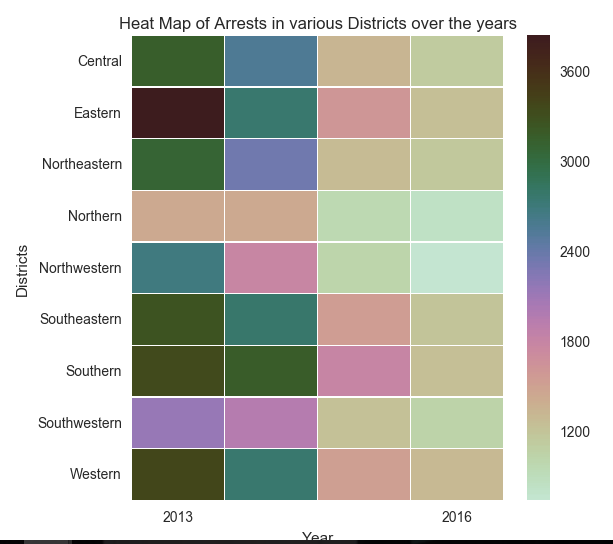 Heat Map of Arrests in various Districts over the years
Central
Eastern
Northeastern
Northern
Northwestern
Southeastern
Southern
Southwestern
Western
Districts
2013
2016
Year
3600
3000
2400
1800
1200